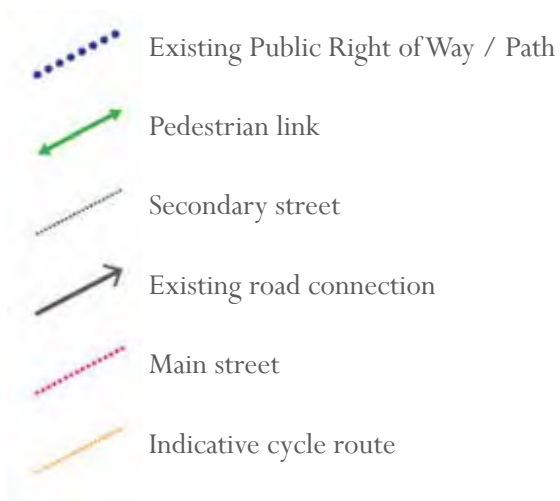 Existing Public Right of Way / Path
Pedestrian link
Secondary street
Existing road connection
Main street
Indicative cycle route